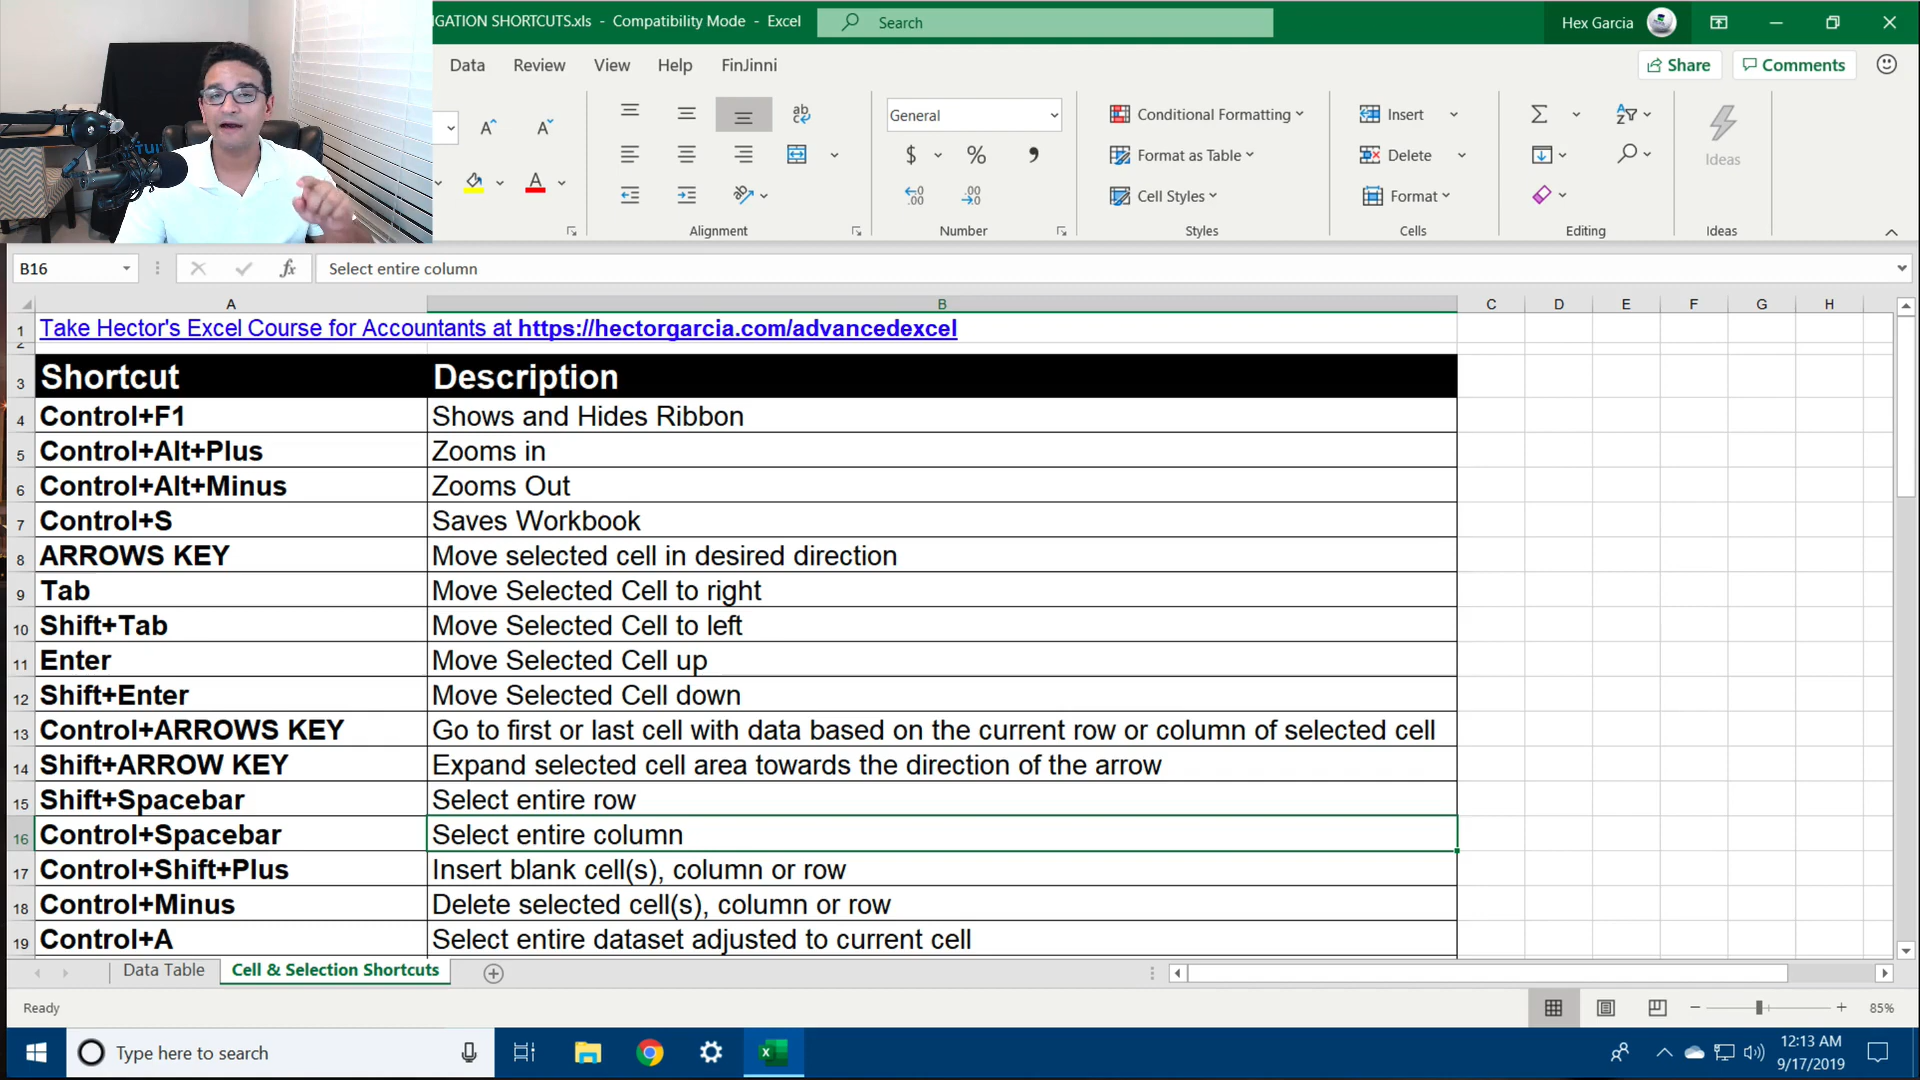 IGATION SHORTCUTS.xls - Compatibility Mode - Excel
Search
Hex Garcia
Data Review View Help FinJinni
Share
Comments
General
Conditional Formatting
Format as Table
Cell Styles
Insert
Delete
Format
Ideas
Alignment
Number
Styles
Cells
Editing
Ideas
B16
fx
Select entire column
A B C D E F G H
1 Take Hector's Excel Course for Accountants at https://hectorgarcia.com/advancedexcel
2
3 Shortcut Description
4 Control+F1 Shows and Hides Ribbon
5 Control+Alt+Plus Zooms in
6 Control+Alt+Minus Zooms Out
7 Control+S Saves Workbook
8 ARROWS KEY Move selected cell in desired direction
9 Tab Move Selected Cell to right
10 Shift+Tab Move Selected Cell to left
11 Enter Move Selected Cell up
12 Shift+Enter Move Selected Cell down
13 Control+ARROWS KEY Go to first or last cell with data based on the current row or column of selected cell
14 Shift+ARROW KEY Expand selected cell area towards the direction of the arrow
15 Shift+Spacebar Select entire row
16 Control+Spacebar Select entire column
17 Control+Shift+Plus Insert blank cell(s), column or row
18 Control+Minus Delete selected cell(s), column or row
19 Control+A Select entire dataset adjusted to current cell
Data Table
Cell & Selection Shortcuts
Ready
85%
Type here to search
12:13 AM
9/17/2019